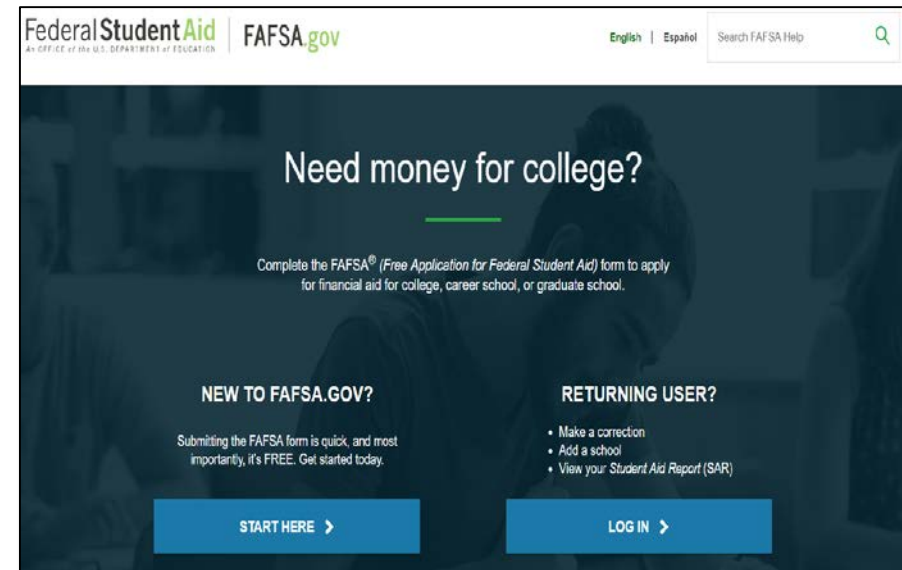 Federal Student Aid
FAFSA.gov
English | Español
Search FAFSA Help
An OFFICE of the U.S. DEPARTMENT of EDUCATION
Need money for college?
Complete the FAFSA® (Free Application for Federal Student Aid) form to apply
for financial aid for college, career school, or graduate school.
NEW TO FAFSA.GOV?
Submitting the FAFSA form is quick, and most
importantly, it's FREE. Get started today.
START HERE
RETURNING USER?
• Make a correction
• Add a school
• View your Student Aid Report (SAR)
LOG IN